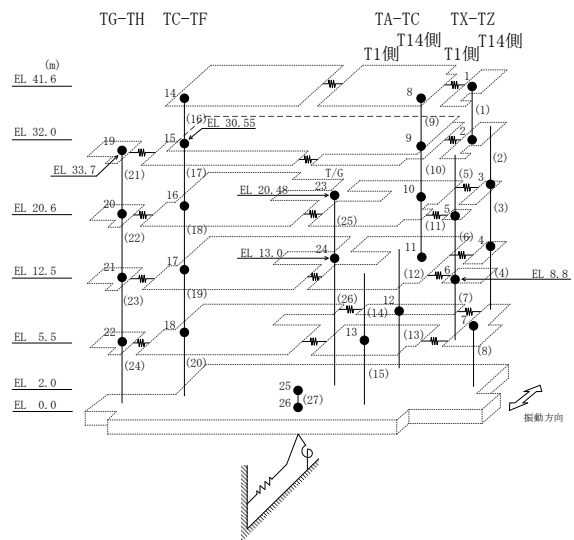 TG-TH TC-TF TA-TC TX-TZ
T1側 T14側 T1側 T14側
(m)
EL 41.6
14 8 1
(16) (9) (1)
EL 32.0
19 15 EL 30.55 9 2
EL 33.7
(21) (17) (10) (2)
T/G
EL 20.48 23 (5) 3
16 10 (3)
EL 20.6
20 (25) (11) 5
(22) (18) (6)
EL 13.0 24 11 4
EL 12.5
21 17 (12) 6 (4) EL 8.8
(23) (19) (26) 12 (7)
(14)
EL 5.5
22 18 13 (13) 7
(24) (20) (15) (8)
EL 2.0
25
EL 0.0
26 (27)
振動方向